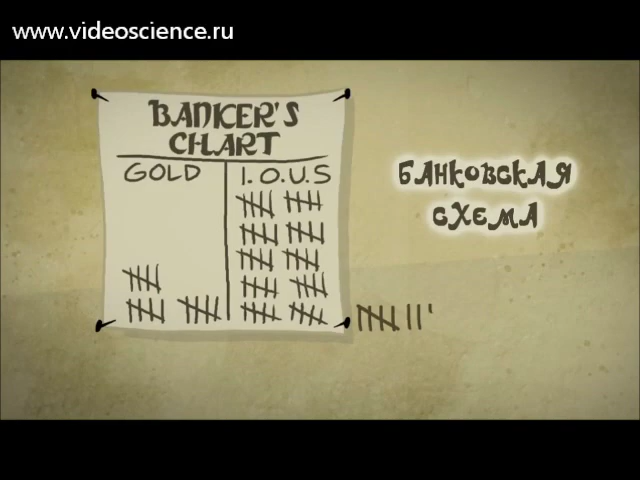 www.videoscience.ru
BANKER'S
CHART
GOLD
I.O.U.S
БАНКОВСКАЯ
СХЕМА